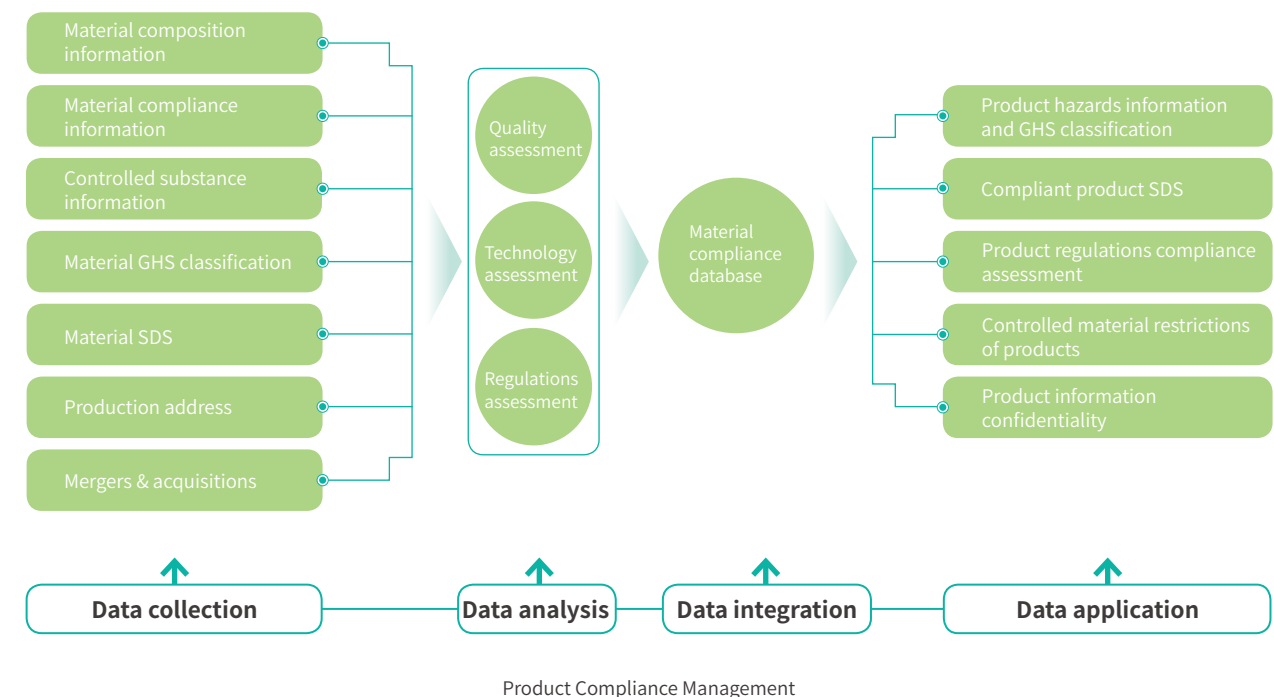 Material composition
information
Material compliance
information
Controlled substance
information
Material GHS classification
Material SDS
Production address
Mergers & acquisitions
Quality
assessment
Technology
assessment
Regulations
assessment
Material
compliance
database
Product hazards information
and GHS classification
Compliant product SDS
Product regulations compliance
assessment
Controlled material restrictions
of products
Product information
confidentiality
Data collection
Data analysis
Data integration
Data application
Product Compliance Management